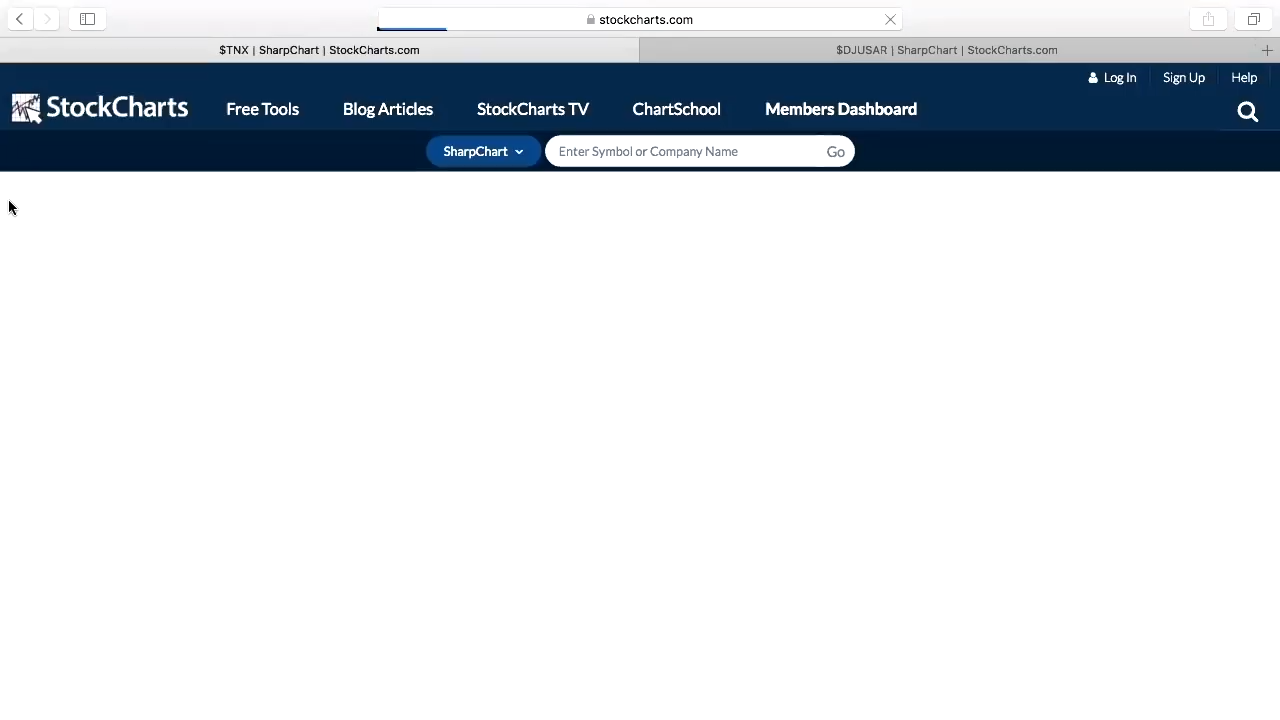 stockcharts.com
$TNX | SharpChart | StockCharts.com
$DJUSAR | SharpChart | StockCharts.com
Log In
Sign Up
Help
StockCharts
Free Tools
Blog Articles
StockCharts TV
ChartSchool
Members Dashboard
SharpChart
Enter Symbol or Company Name
Go